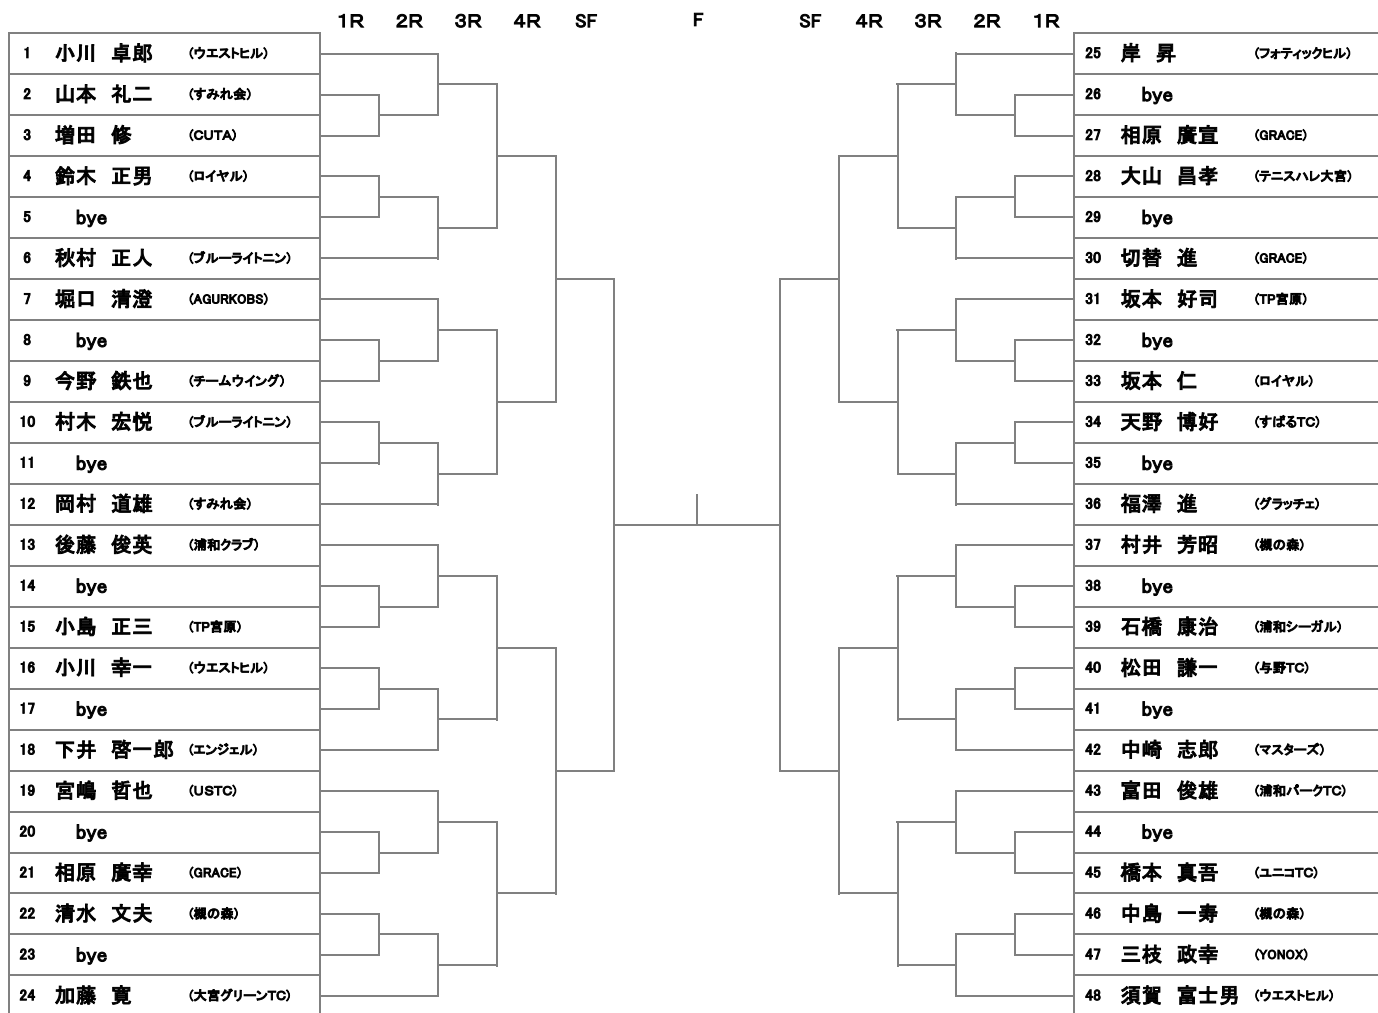 1R 2R 3R 4R SF F SF 4R 3R 2R 1R
1 小川 卓郎 (ウエストヒル)
2 山本 礼二 (すみれ会)
3 増田 修 (CUTA)
4 鈴木 正男 (ロイヤル)
5 bye
6 秋村 正人 (ブルーライトニン)
7 堀口 清澄 (AGURKOBS)
8 bye
9 今野 鉄也 (チームウイング)
10 村木 宏悦 (ブルーライトニン)
11 bye
12 岡村 道雄 (すみれ会)
13 後藤 俊英 (浦和クラブ)
14 bye
15 小島 正三 (TP宮原)
16 小川 幸一 (ウエストヒル)
17 bye
18 下井 啓一郎 (エンジェル)
19 宮嶋 哲也 (USTC)
20 bye
21 相原 廣幸 (GRACE)
22 清水 文夫 (槻の森)
23 bye
24 加藤 寛 (大宮グリーンTC)
25 岸 昇 (フォティックヒル)
26 bye
27 相原 廣宣 (GRACE)
28 大山 昌孝 (テニスハレ大宮)
29 bye
30 切替 進 (GRACE)
31 坂本 好司 (TP宮原)
32 bye
33 坂本 仁 (ロイヤル)
34 天野 博好 (すばるTC)
35 bye
36 福澤 進 (グラッチェ)
37 村井 芳昭 (槻の森)
38 bye
39 石橋 康治 (浦和シーガル)
40 松田 謙一 (与野TC)
41 bye
42 中崎 志郎 (マスターズ)
43 富田 俊雄 (浦和パークTC)
44 bye
45 橋本 真吾 (ユニコTC)
46 中島 一寿 (槻の森)
47 三枝 政幸 (YONOX)
48 須賀 富士男 (ウエストヒル)